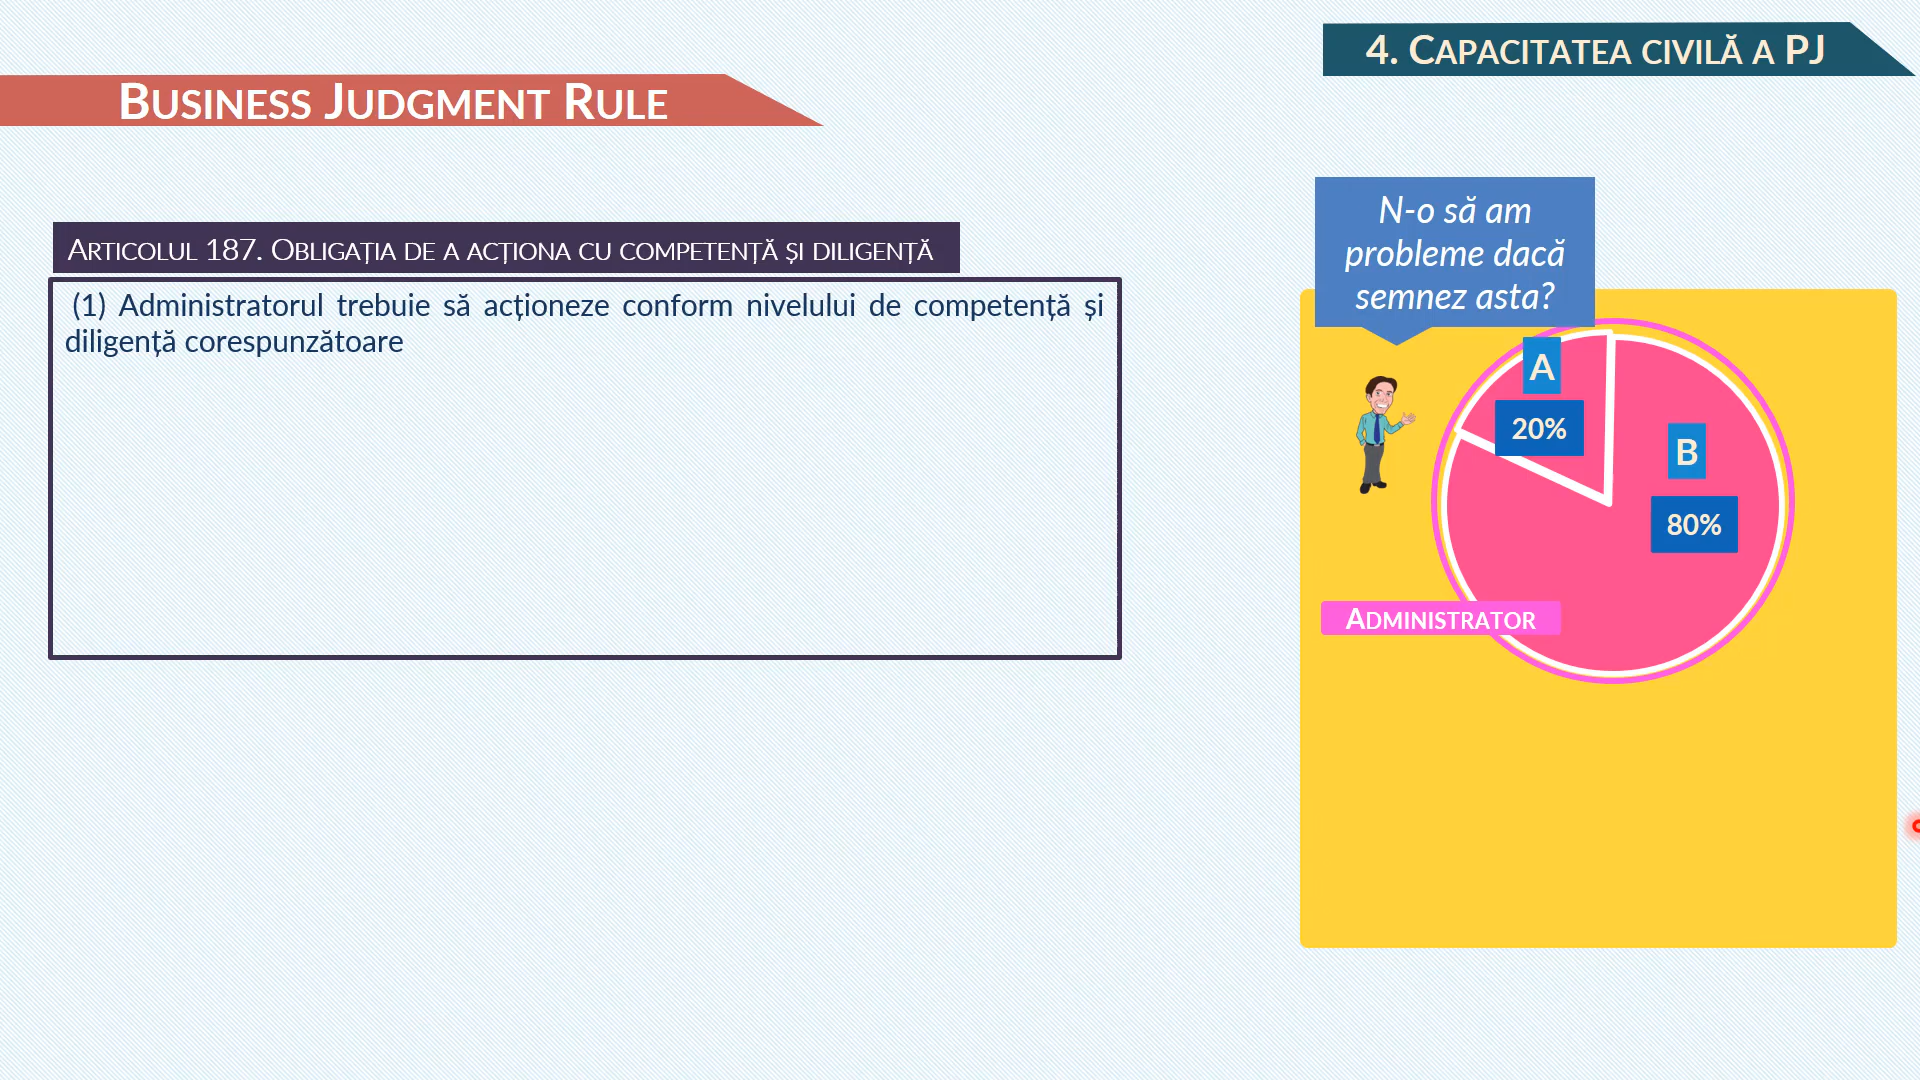 4. CAPACITATEA CIVILĂ A PJ
BUSINESS JUDGMENT RULE
ARTICOLUL 187. OBLIGAȚIA DE A ACȚIONA CU COMPETENȚĂ ȘI DILIGENȚĂ
(1) Administratorul trebuie să acționeze conform nivelului de competență și
diligență corespunzătoare
N-o să am
probleme dacă
semnez asta?
A
20%
B
80%
ADMINISTRATOR